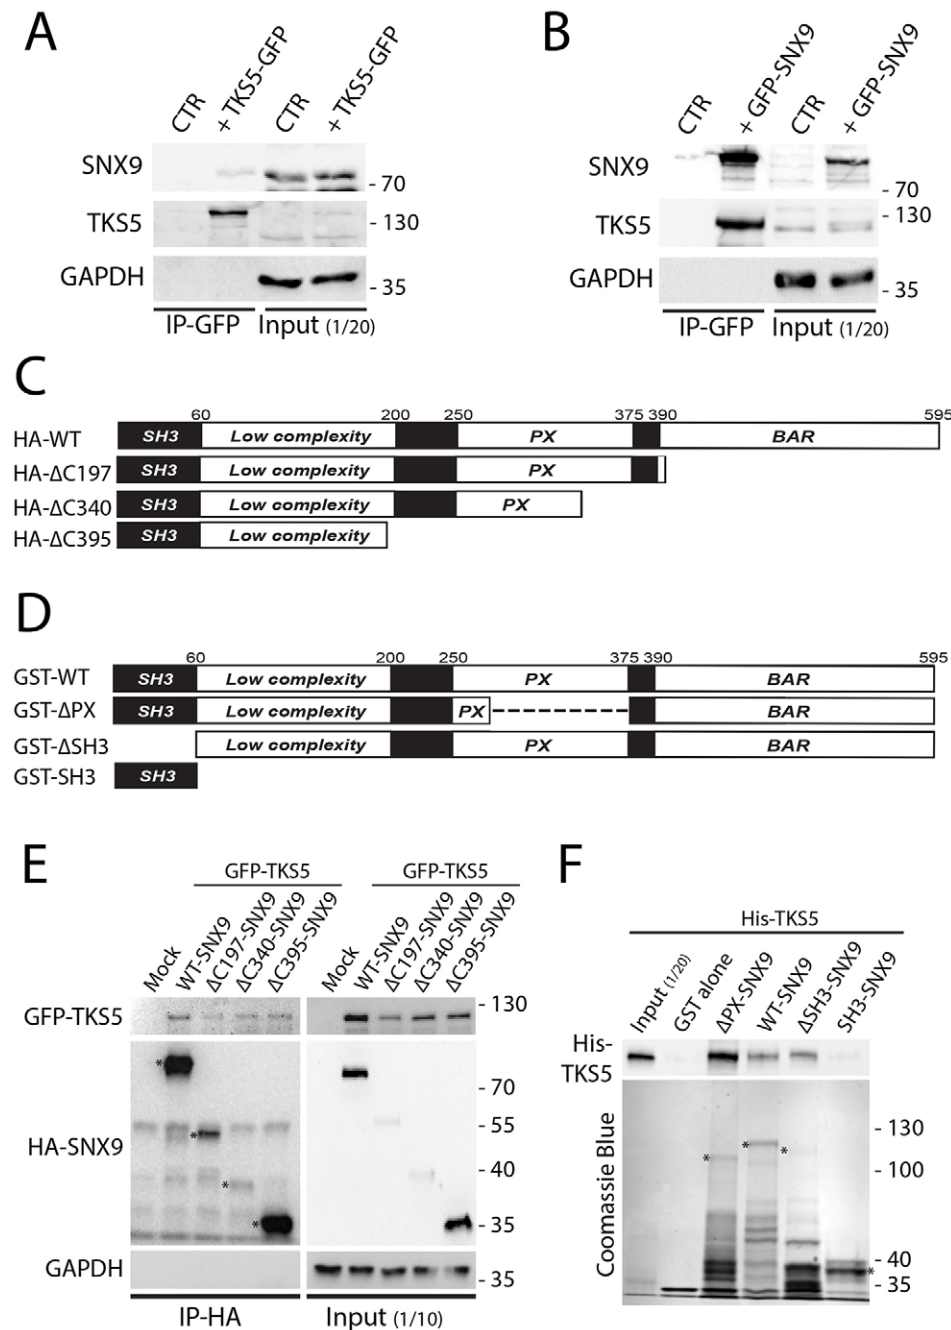 A
CTR
+ TKS5-GFP
CTR
+ TKS5-GFP
SNX9
- 70
TKS5
- 130
GAPDH
- 35
IP-GFP
Input (1/20)
B
CTR
+ GFP-SNX9
CTR
+ GFP-SNX9
SNX9
- 70
- 130
TKS5
GAPDH
- 35
IP-GFP
Input (1/20)
C
60 200 250 375 390 595
HA-WT SH3 Low complexity PX BAR
HA-ΔC197 SH3 Low complexity PX
HA-ΔC340 SH3 Low complexity PX
HA-ΔC395 SH3 Low complexity
D
60 200 250 375 390 595
GST-WT SH3 Low complexity PX BAR
GST-ΔPX SH3 Low complexity PX BAR
GST-ΔSH3 Low complexity PX BAR
GST-SH3 SH3
E
GFP-TKS5
GFP-TKS5
Mock
WT-SNX9
ΔC197-SNX9
ΔC340-SNX9
ΔC395-SNX9
Mock
WT-SNX9
ΔC197-SNX9
ΔC340-SNX9
ΔC395-SNX9
GFP-TKS5
- 130
HA-SNX9
*
*
*
*
- 70
- 55
- 40
- 35
GAPDH
- 35
IP-HA
Input (1/10)
F
His-TKS5
Input (1/20)
GST alone
ΔPX-SNX9
WT-SNX9
ΔSH3-SNX9
SH3-SNX9
His-
TKS5
Coomassie Blue
*
*
*
*
- 130
- 100
- 40
- 35